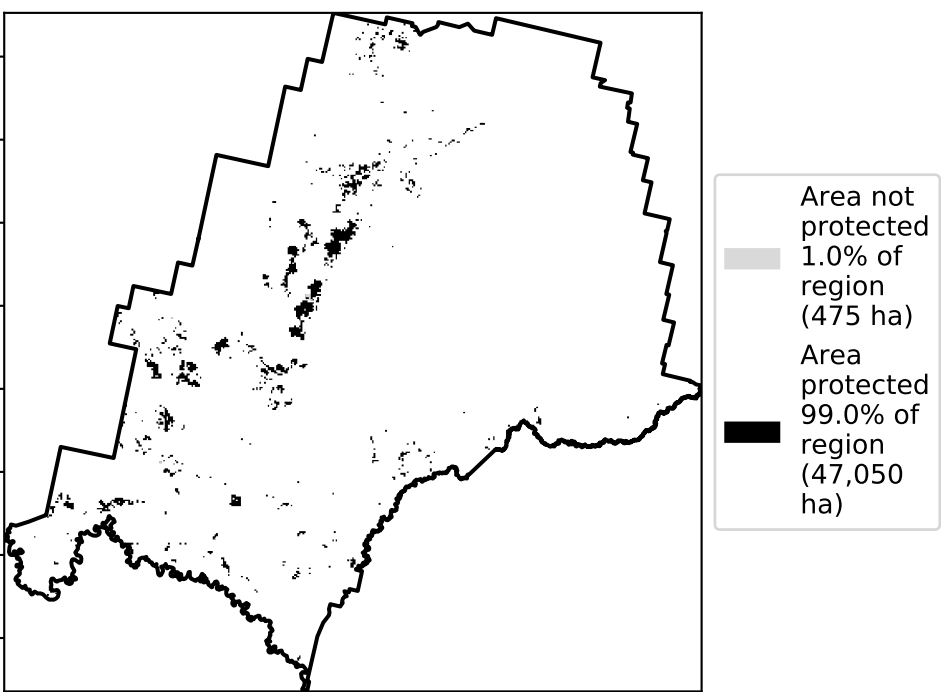 Area not
protected
1.0% of
region
(475 ha)
Area
protected
99.0% of
region
(47,050
ha)